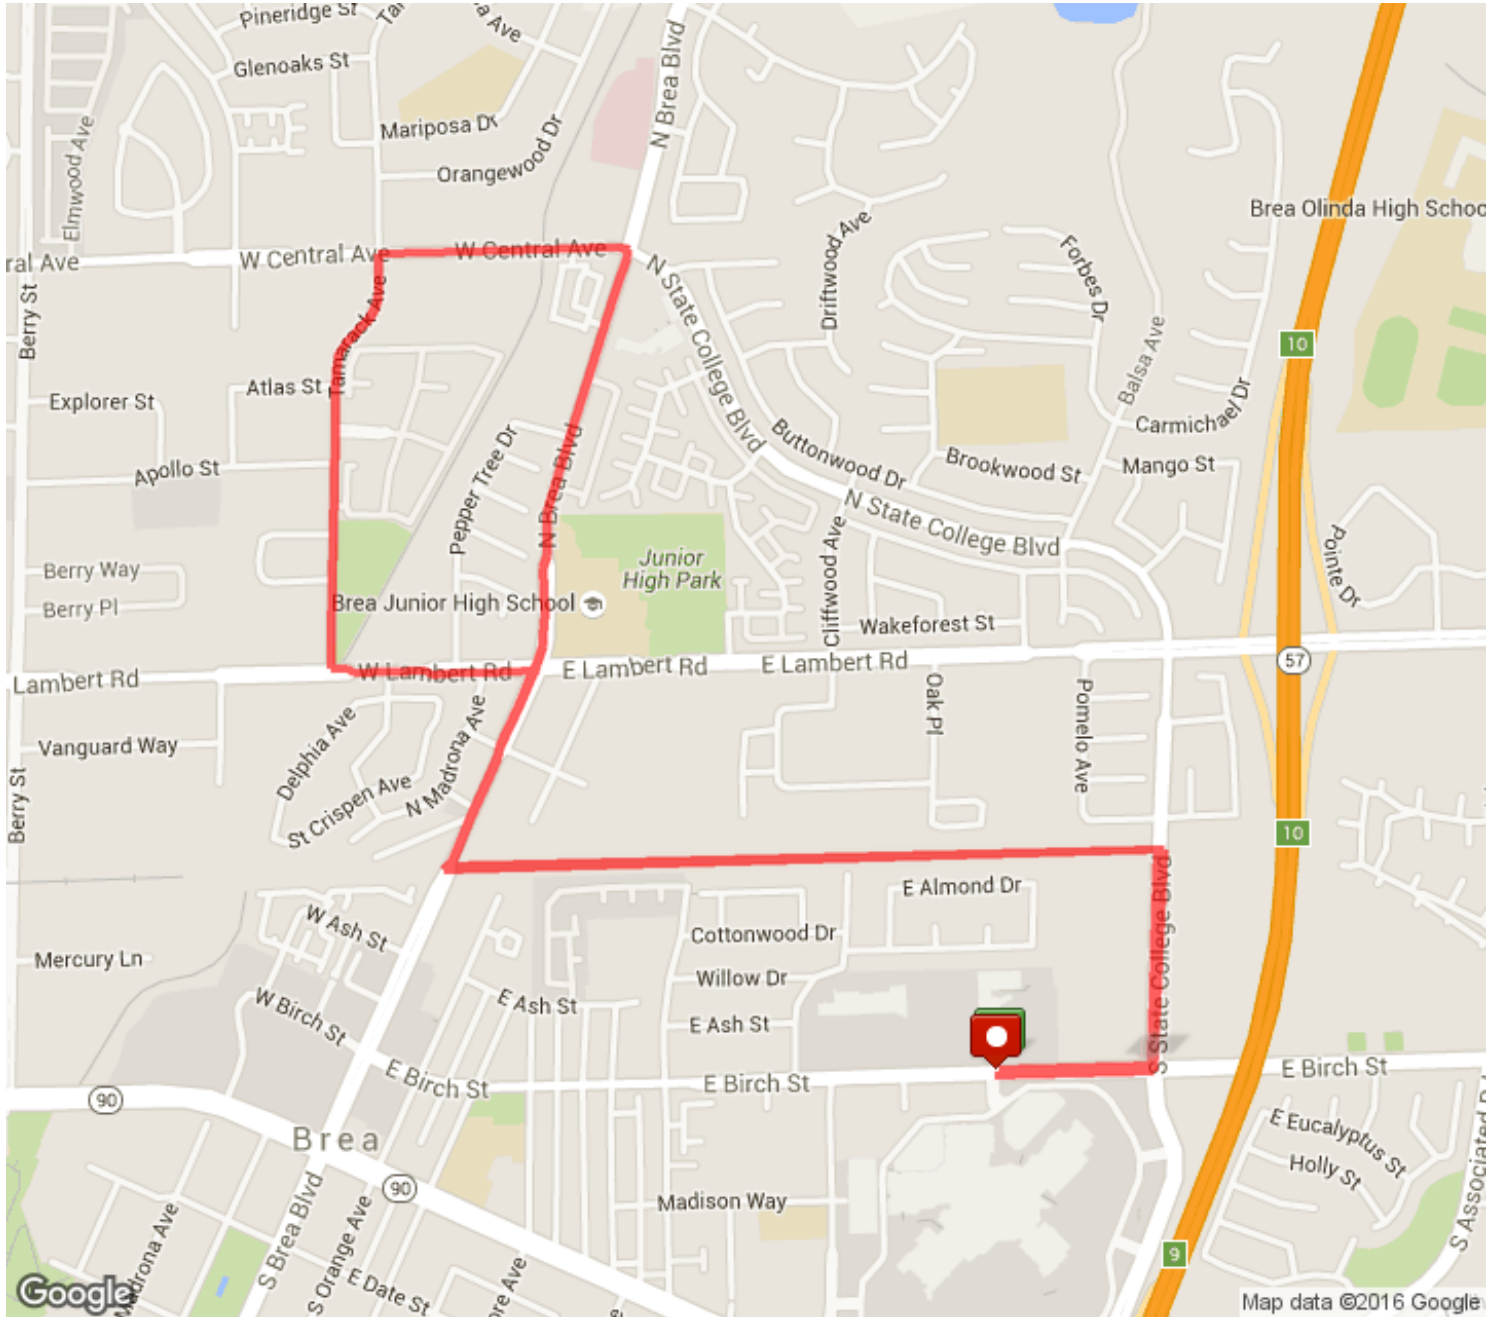 Pineridge St
Glenoaks St
Mariposa Dr
Orangewood Dr
N Brea Blvd
Elmwood Ave
W Central Ave
W Central Ave
ral Ave
Berry St
Tamarack Ave
Atlas St
Explorer St
Apollo St
Pepper Tree Dr
N Brea Blvd
N State College Blvd
Driftwood Ave
Forbes Dr
Balsa Ave
Brea Olinda High Schoo
10
Carmichael Dr
Buttonwood Dr
Brookwood St
Mango St
N State College Blvd
Cliffwood Ave
Pointe Dr
Junior
High Park
Berry Way
Berry Pl
Brea Junior High School
Wakeforest St
Lambert Rd
W Lambert Rd
E Lambert Rd
E Lambert Rd
57
Oak Pl
Pomelo Ave
Vanguard Way
Delphia Ave
N Madrona Ave
St Crispen Ave
Berry St
10
E Almond Dr
S State College Blvd
W Ash St
Cottonwood Dr
Mercury Ln
Willow Dr
W Birch St
E Ash St
E Ash St
E Birch St
E Birch St
E Birch St
90
Brea
90
E Eucalyptus St
Holly St
S Associated Rd
Madison Way
S Brea Blvd
S Orange Ave
Madrona Ave
E Date St
ore Ave
9
Google
Map data ©2016 Google